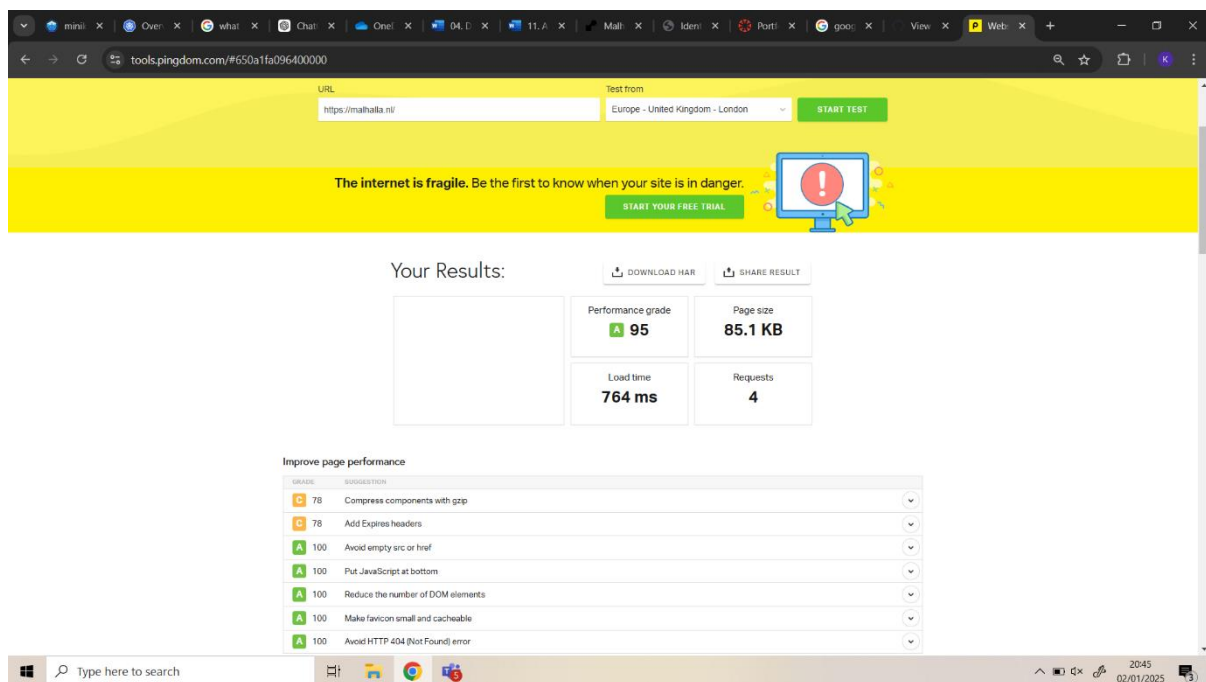 minil
Over
what
Chat
OneD
04. D
11. A
Malh
Iden
Portf
goog
View
Webs
tools.pingdom.com/#650a1fa096400000
K
URL
Test from
https://malhalla.nl/
Europe - United Kingdom - London
START TEST
The internet is fragile. Be the first to know when your site is in danger.
START YOUR FREE TRIAL
Your Results:
DOWNLOAD HAR
SHARE RESULT
Performance grade
A 95
Page size
85.1 KB
Load time
764 ms
Requests
4
Improve page performance
GRADE SUGGESTION
C 78 Compress components with gzip
C 78 Add Expires headers
A 100 Avoid empty src or href
A 100 Put JavaScript at bottom
A 100 Reduce the number of DOM elements
A 100 Make favicon small and cacheable
A 100 Avoid HTTP 404 (Not Found) error
Type here to search
20:45
02/01/2025